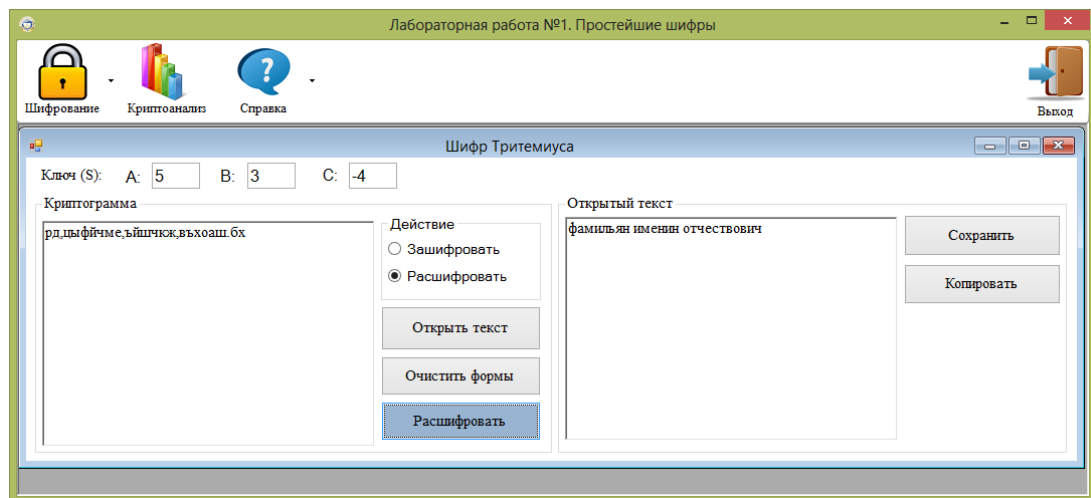 Лабораторная работа №1. Простейшие шифры
Шифрование Криптоанализ Справка Выход
Шифр Тритемиуса
Ключ (S): A: 5 B: 3 C: -4
Криптограмма
рд,цыфйчме,ъйшчкж,въхоаш.бх
Действие
Зашифровать
Расшифровать
Открыть текст
Очистить формы
Расшифровать
Открытый текст
фамильян именин отчествович
Сохранить
Копировать